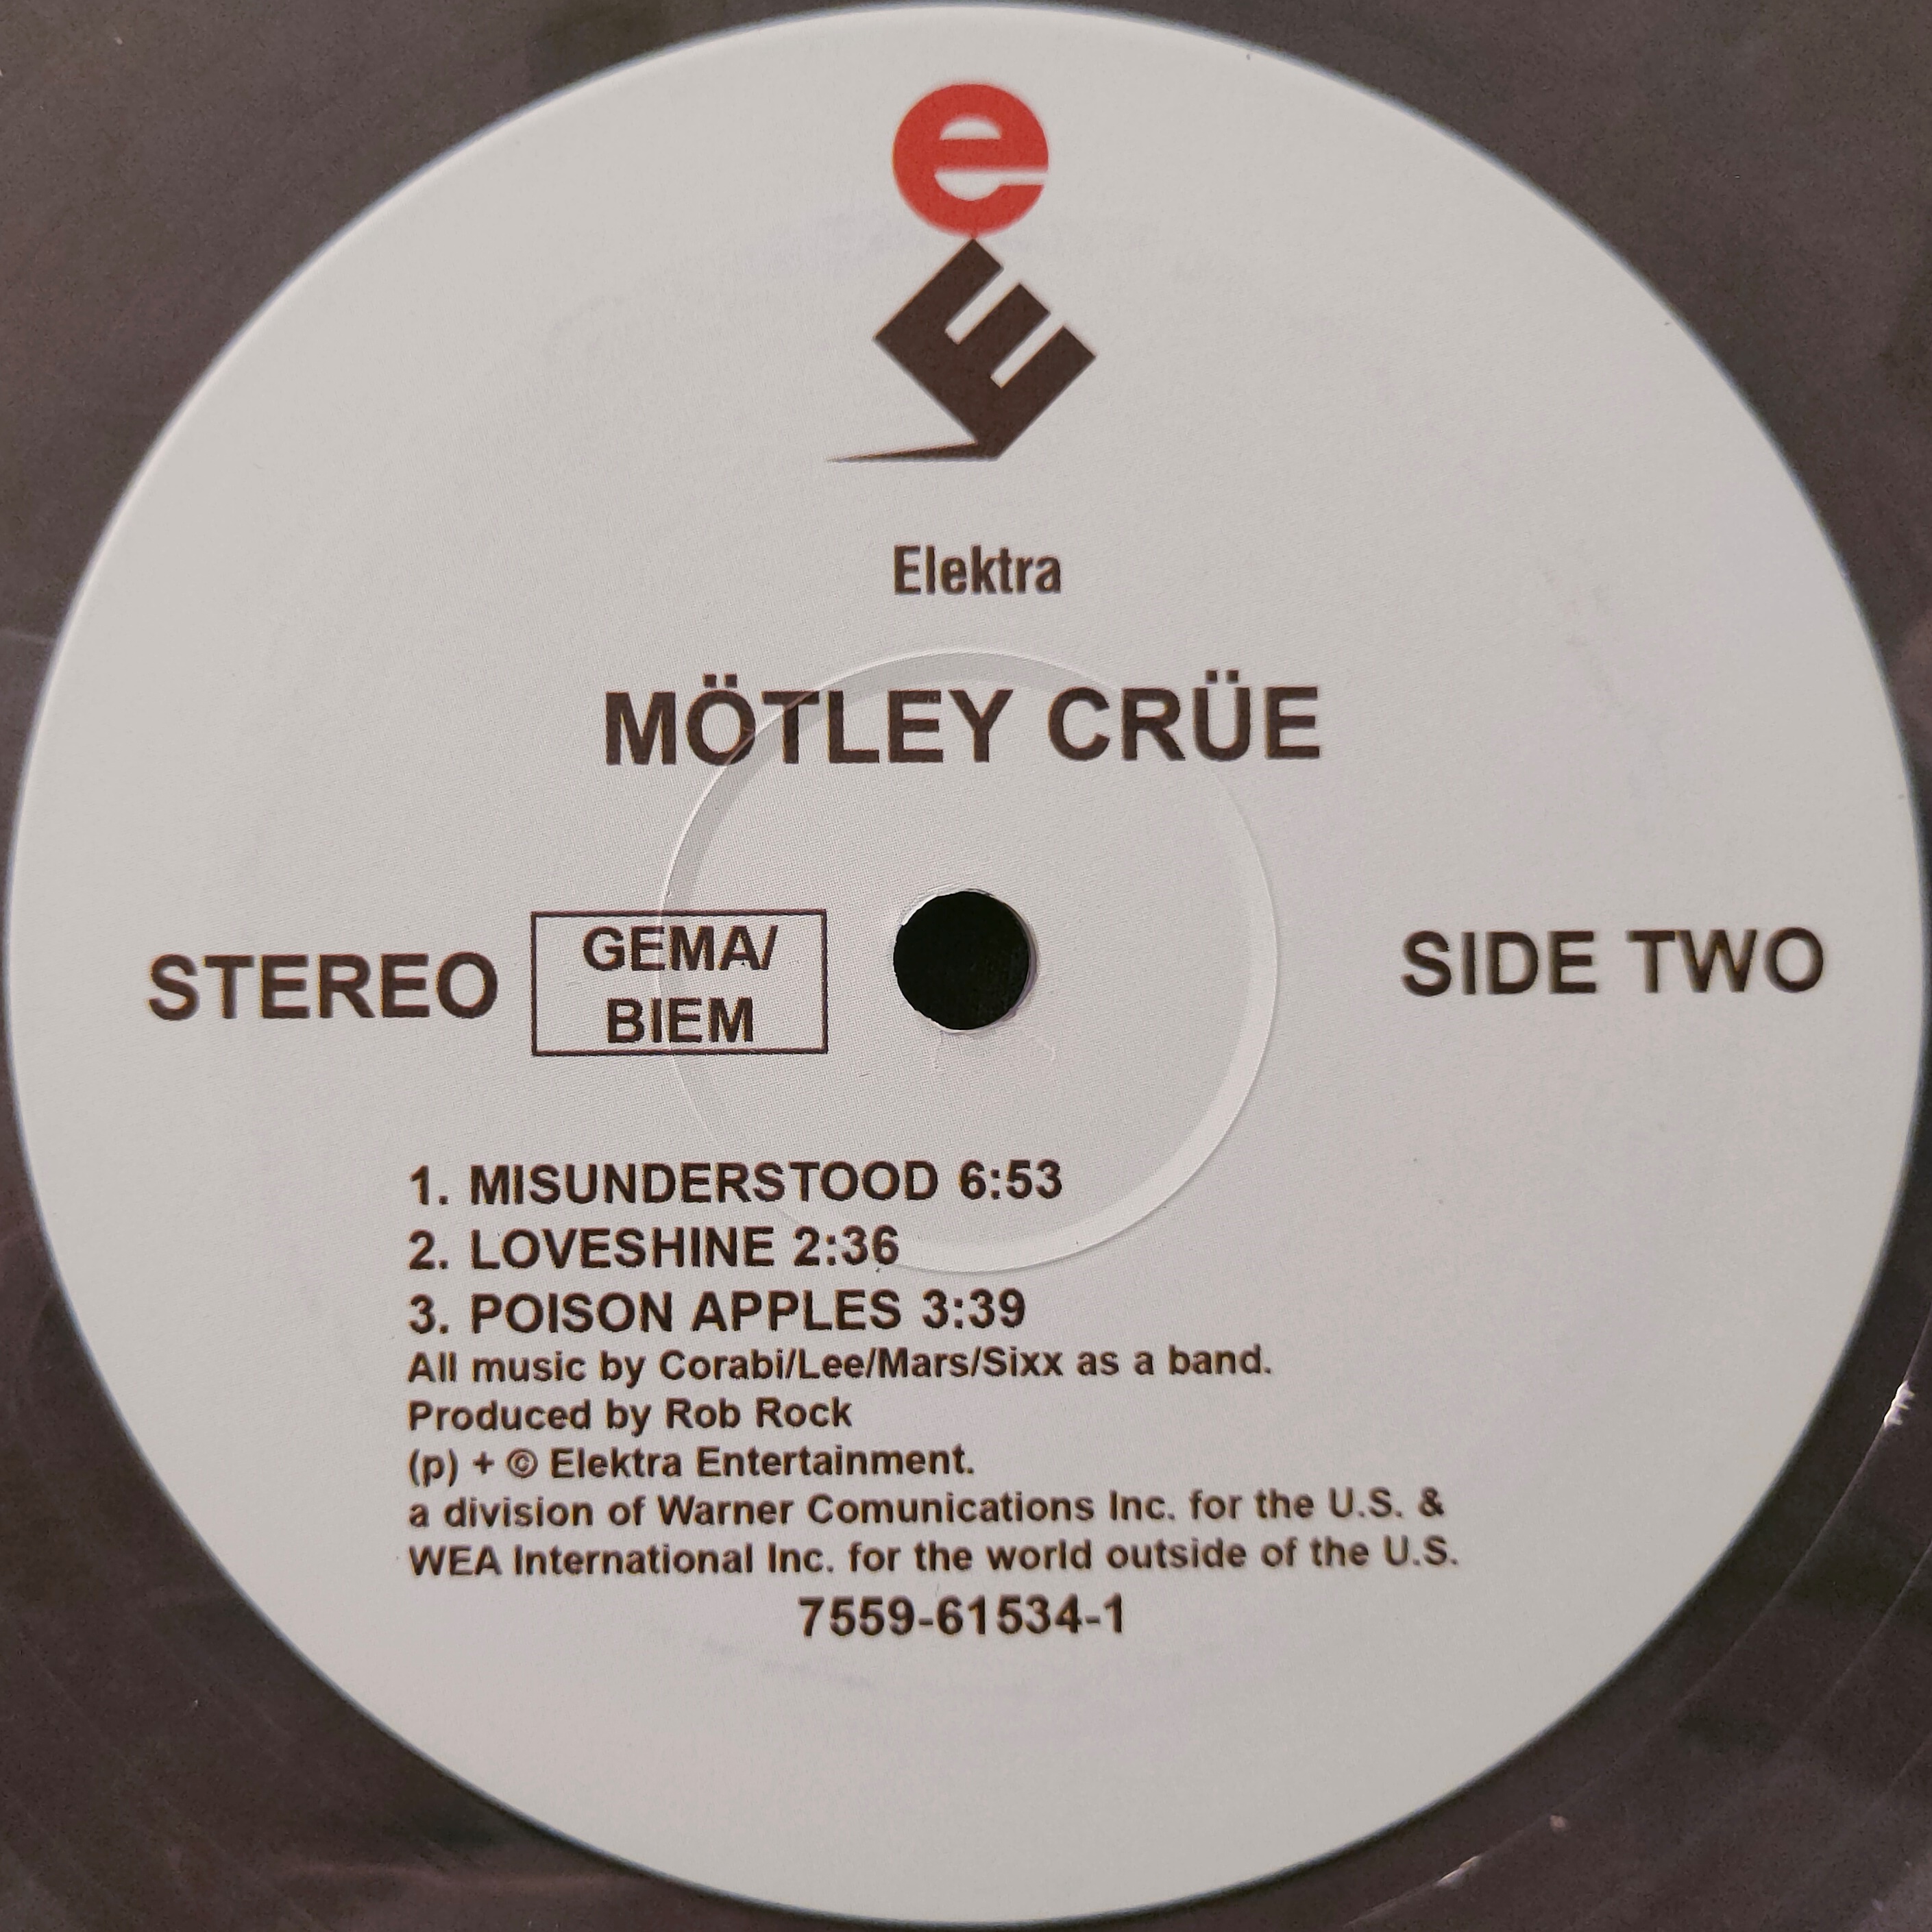 e
E
Elektra
MÖTLEY CRÜE
STEREO
GEMA/
BIEM
SIDE TWO
1. MISUNDERSTOOD 6:53
2. LOVESHINE 2:36
3. POISON APPLES 3:39
All music by Corabi/Lee/Mars/Sixx as a band.
Produced by Rob Rock
(p) + © Elektra Entertainment.
a division of Warner Comunications Inc. for the U.S. &
WEA International Inc. for the world outside of the U.S.
7559-61534-1